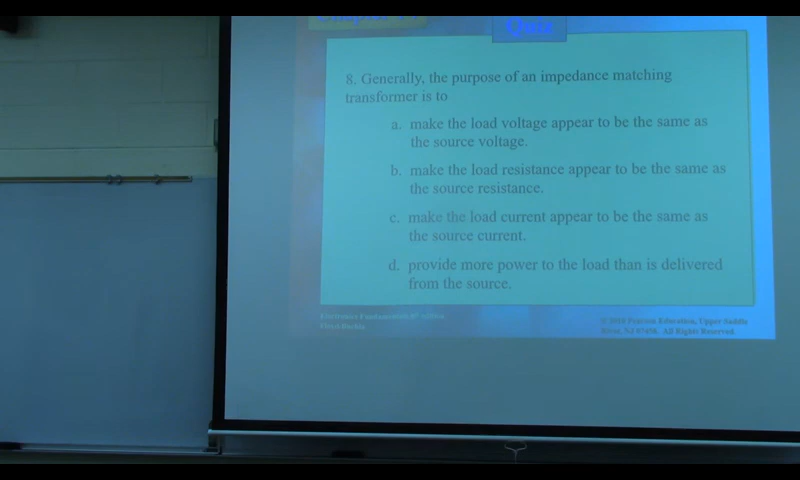 Quiz
8. Generally, the purpose of an impedance matching
transformer is to
a. make the load voltage appear to be the same as
the source voltage.
b. make the load resistance appear to be the same as
the source resistance.
c. make the load current appear to be the same as
the source current.
d. provide more power to the load than is delivered
from the source.
Electronics Fundamentals
Floyd/Buchla
© 2010 Pearson Education, Upper Saddle
River, NJ 07458. All Rights Reserved.